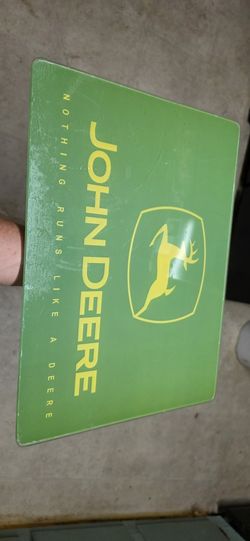 JOHN DEERE
NOTHING RUNS LIKE A DEERE